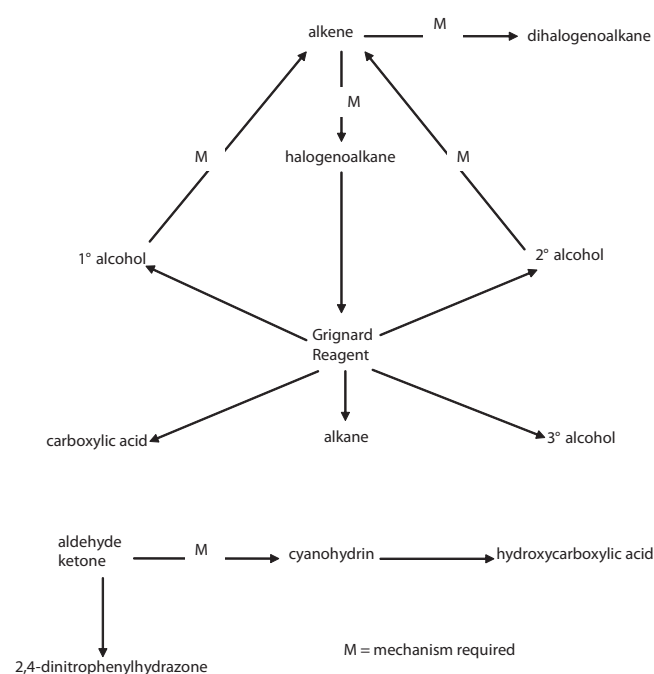 M
alkene
dihalogenoalkane
M
halogenoalkane
M
M
1° alcohol
2° alcohol
Grignard
Reagent
carboxylic acid
alkane
3° alcohol
aldehyde
ketone
M
cyanohydrin
hydroxycarboxylic acid
M = mechanism required
2,4-dinitrophenylhydrazone